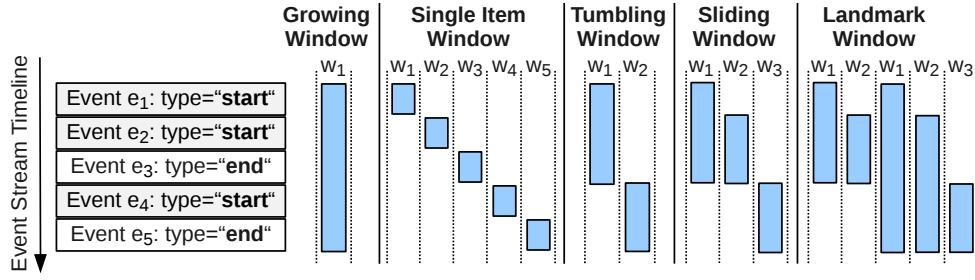 Growing Window
Single Item Window
Tumbling Window
Sliding Window
Landmark Window
w1
w1 w2 w3 w4 w5
w1 w2
w1 w2 w3
w1 w2 w1 w2 w3
Event Stream Timeline
Event e1: type=“start“
Event e2: type=“start“
Event e3: type=“end“
Event e4: type=“start“
Event e5: type=“end“